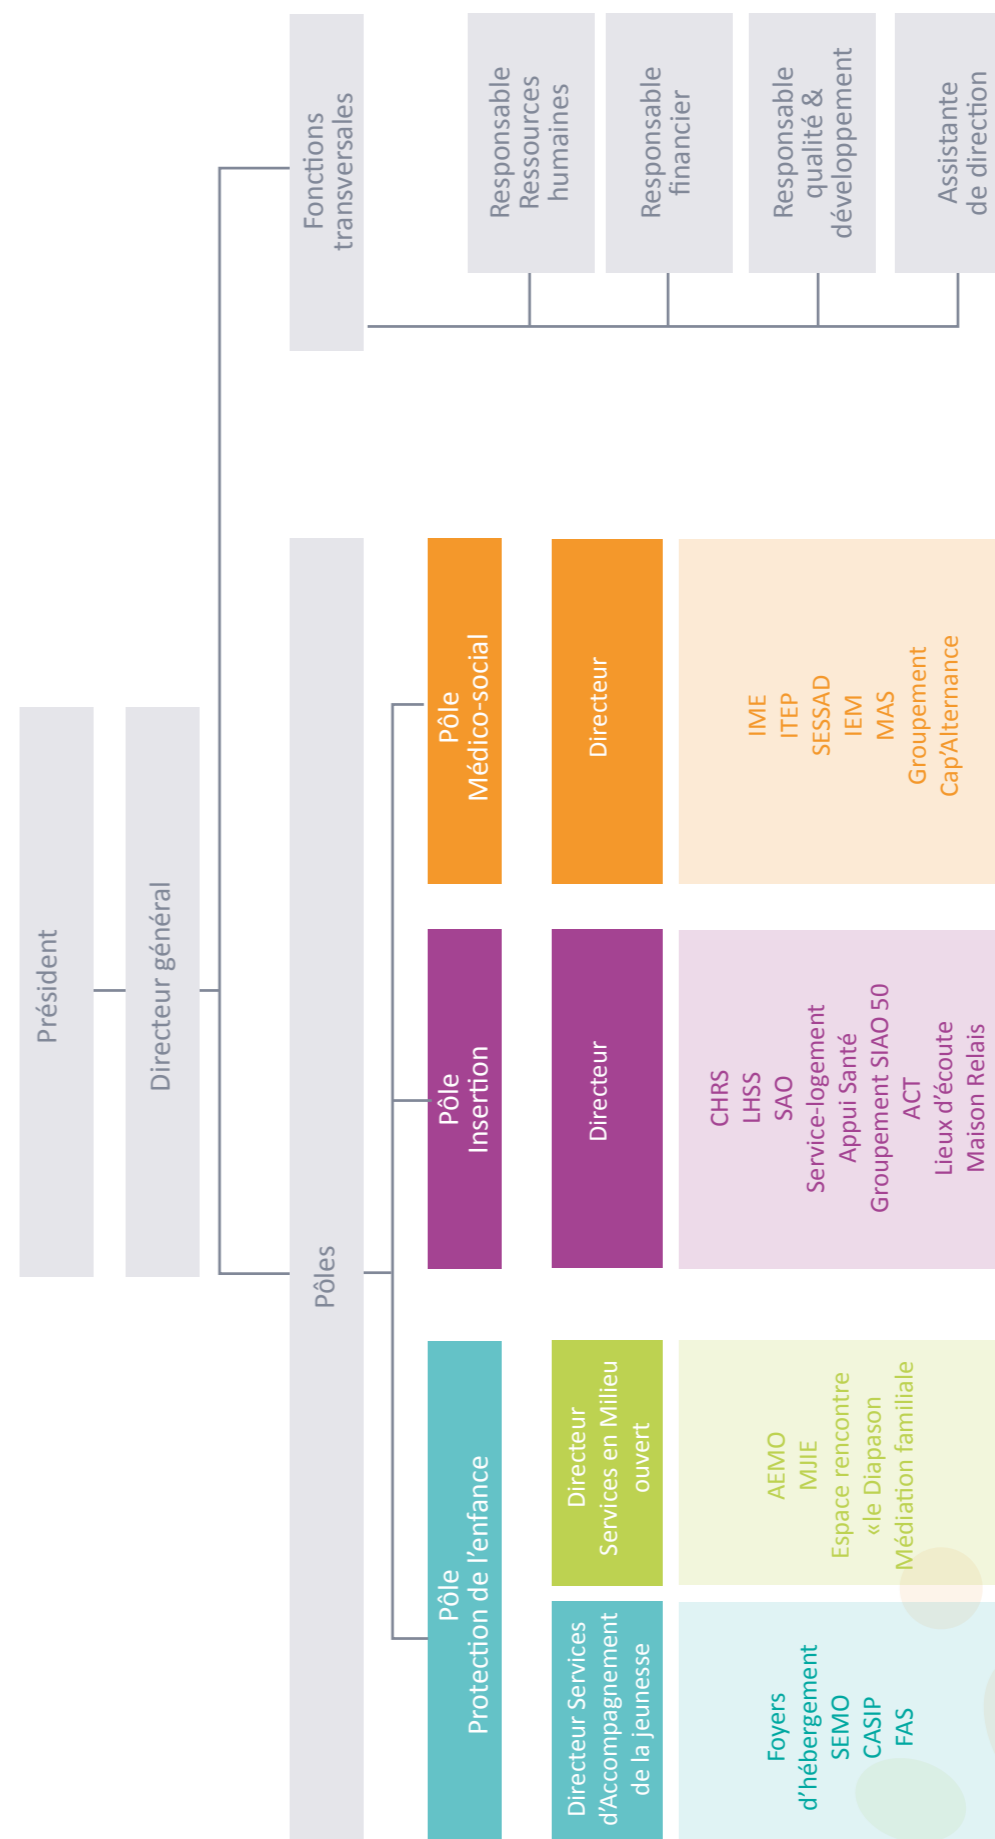 Président
Directeur général
Pôles
Fonctions
transversales
Pôle
Protection de l'enfance
Pôle
Insertion
Pôle
Médico-social
Directeur Services
d'Accompagnement
de la jeunesse
Directeur
Services en Milieu
ouvert
Directeur
Directeur
Foyers
d'hébergement
SEMO
CASIP
FAS
AEMO
MJIE
Espace rencontre
«le Diapason
Médiation familiale
CHRS
LHSS
SAO
Service-logement
Appui Santé
Groupement SIAO 50
ACT
Lieux d'écoute
Maison Relais
IME
ITEP
SESSAD
IEM
MAS
Groupement
Cap'Alternance
Responsable
Ressources
humaines
Responsable
financier
Responsable
qualité &
développement
Assistante
de direction